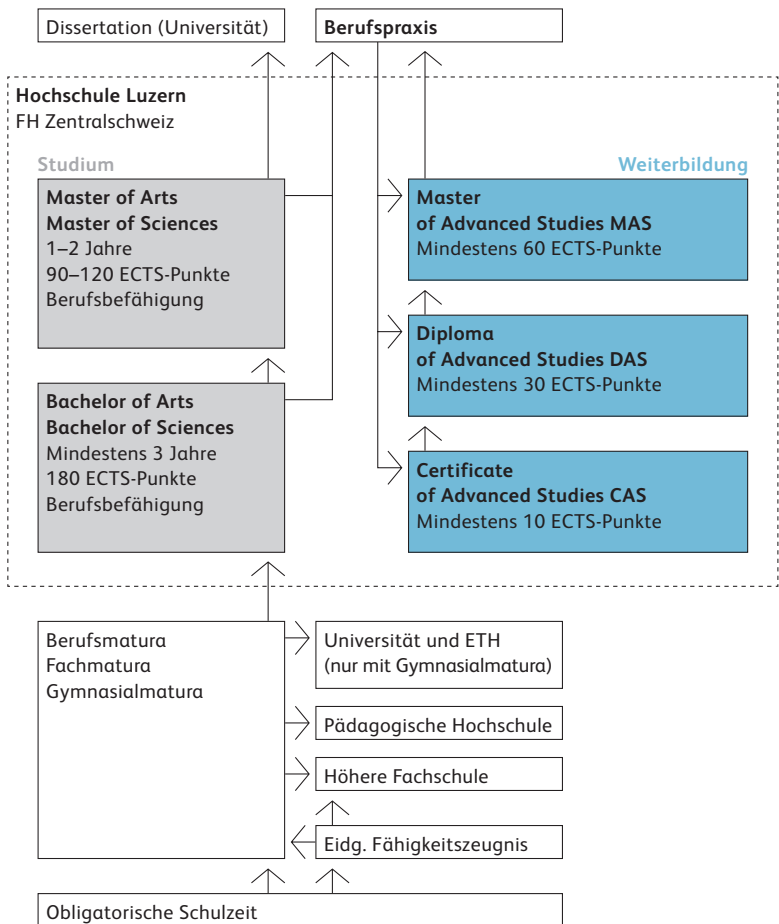 Dissertation (Universität)
Berufspraxis
Hochschule Luzern
FH Zentralschweiz
Studium
Weiterbildung
Master of Arts
Master of Sciences
1–2 Jahre
90–120 ECTS-Punkte
Berufsbefähigung
Master
of Advanced Studies MAS
Mindestens 60 ECTS-Punkte
Diploma
of Advanced Studies DAS
Mindestens 30 ECTS-Punkte
Bachelor of Arts
Bachelor of Sciences
Mindestens 3 Jahre
180 ECTS-Punkte
Berufsbefähigung
Certificate
of Advanced Studies CAS
Mindestens 10 ECTS-Punkte
Berufsmatura
Fachmatura
Gymnasialmatura
Universität und ETH
(nur mit Gymnasialmatura)
Pädagogische Hochschule
Höhere Fachschule
Eidg. Fähigkeitszeugnis
Obligatorische Schulzeit